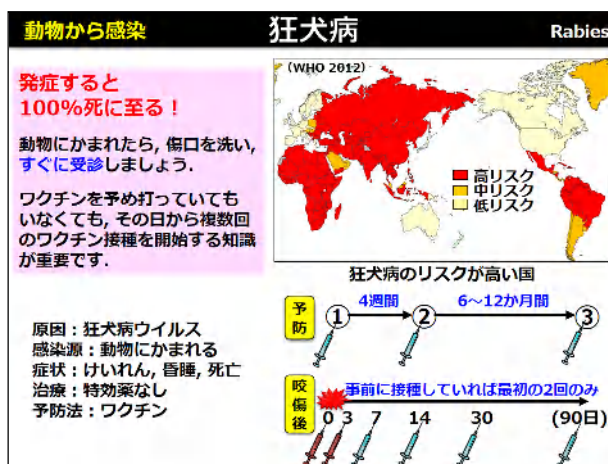 動物から感染
狂犬病
Rabies
発症すると
100%死に至る！
動物にかまれたら, 傷口を洗い,
すぐに受診しましょう.
ワクチンを予め打っていても
いなくても, その日から複数回
のワクチン接種を開始する知識
が重要です.
(WHO 2012)
高リスク
中リスク
低リスク
狂犬病のリスクが高い国
原因：狂犬病ウイルス
感染源：動物にかまれる
症状：けいれん, 昏睡, 死亡
治療：特効薬なし
予防法：ワクチン
予防
① 4週間 ② 6～12か月間 ③
咬傷後
事前に接種していれば最初の2回のみ
0 3 7 14 30 (90日)